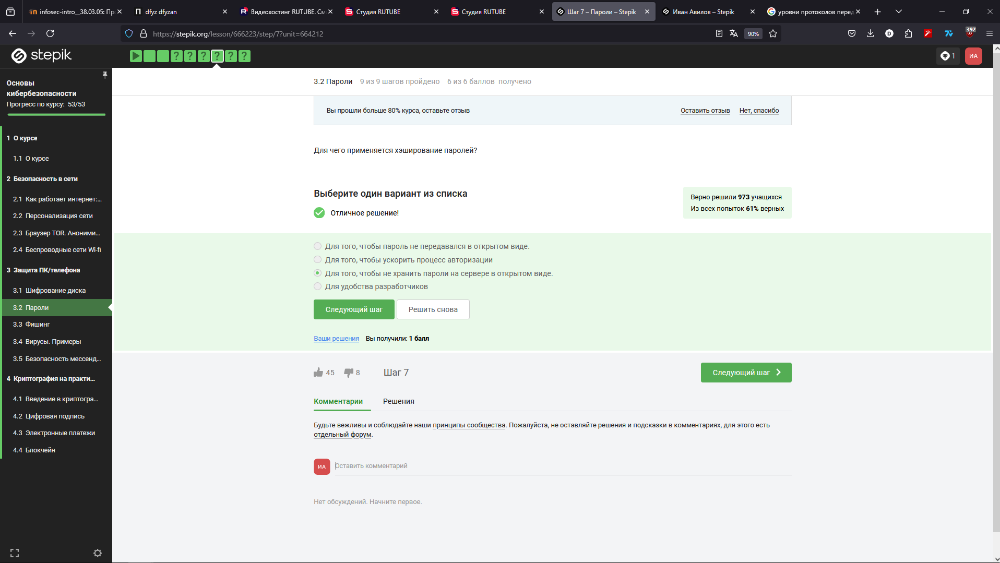 infosec-intro__38.03.05: Пр
dfyz dfyzan
Видеохостинг RUTUBE. См
Студия RUTUBE
Студия RUTUBE
Шаг 7 – Пароли – Stepik
Иван Авилов – Stepik
уровни протоколов перед
https://stepik.org/lesson/666223/step/7?unit=664212
90%
392
stepik
? ? ? ? ? ?
1
ИА
Основы
кибербезопасности
Прогресс по курсу: 53/53
1 О курсе
1.1 О курсе
2 Безопасность в сети
2.1 Как работает интернет:...
2.2 Персонализация сети
2.3 Браузер TOR. Аноними...
2.4 Беспроводные сети Wi-fi
3 Защита ПК/телефона
3.1 Шифрование диска
3.2 Пароли
3.3 Фишинг
3.4 Вирусы. Примеры
3.5 Безопасность мессенд...
4 Криптография на практи...
4.1 Введение в криптогра...
4.2 Цифровая подпись
4.3 Электронные платежи
4.4 Блокчейн
3.2 Пароли 9 из 9 шагов пройдено 6 из 6 баллов получено
Вы прошли больше 80% курса, оставьте отзыв
Оставить отзыв Нет, спасибо
Для чего применяется хэширование паролей?
Выберите один вариант из списка
Отличное решение!
Верно решили 973 учащихся
Из всех попыток 61% верных
Для того, чтобы пароль не передавался в открытом виде.
Для того, чтобы ускорить процесс авторизации
Для того, чтобы не хранить пароли на сервере в открытом виде.
Для удобства разработчиков
Следующий шаг Решить снова
Ваши решения Вы получили: 1 балл
45 8 Шаг 7
Следующий шаг
Комментарии Решения
Будьте вежливы и соблюдайте наши принципы сообщества. Пожалуйста, не оставляйте решения и подсказки в комментариях, для этого есть
отдельный форум.
ИА Оставить комментарий
Нет обсуждений. Начните первое.